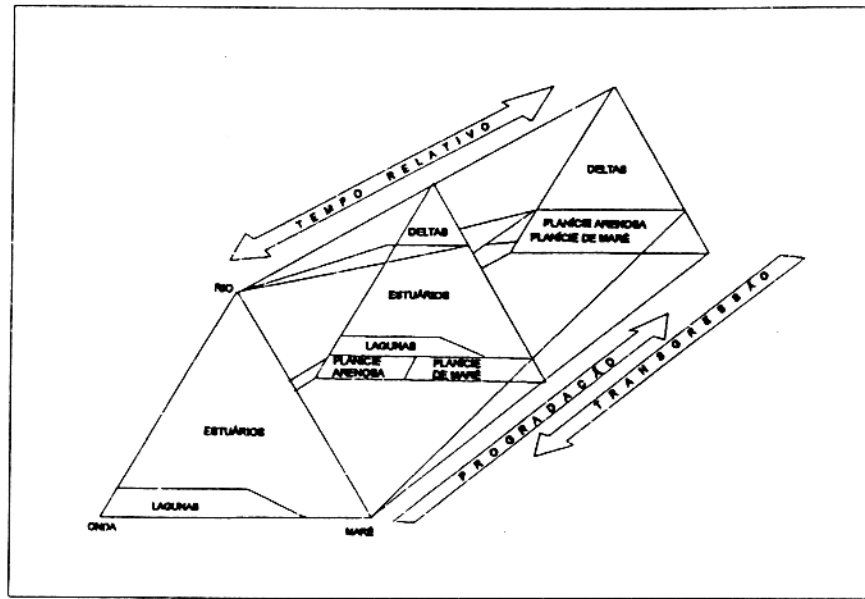 TEMPO RELATIVO
DELTAS
PLANÍCIE ARENOSA
PLANÍCIE DE MARÉ
DELTAS
ESTUÁRIOS
LAGUNAS
PLANÍCIE
ARENOSA
PLANÍCIE
DE MARÉ
RIO
ESTUÁRIOS
LAGUNAS
ONDA
MARÉ
PROGRADAÇÃO
TRANSGRESSÃO